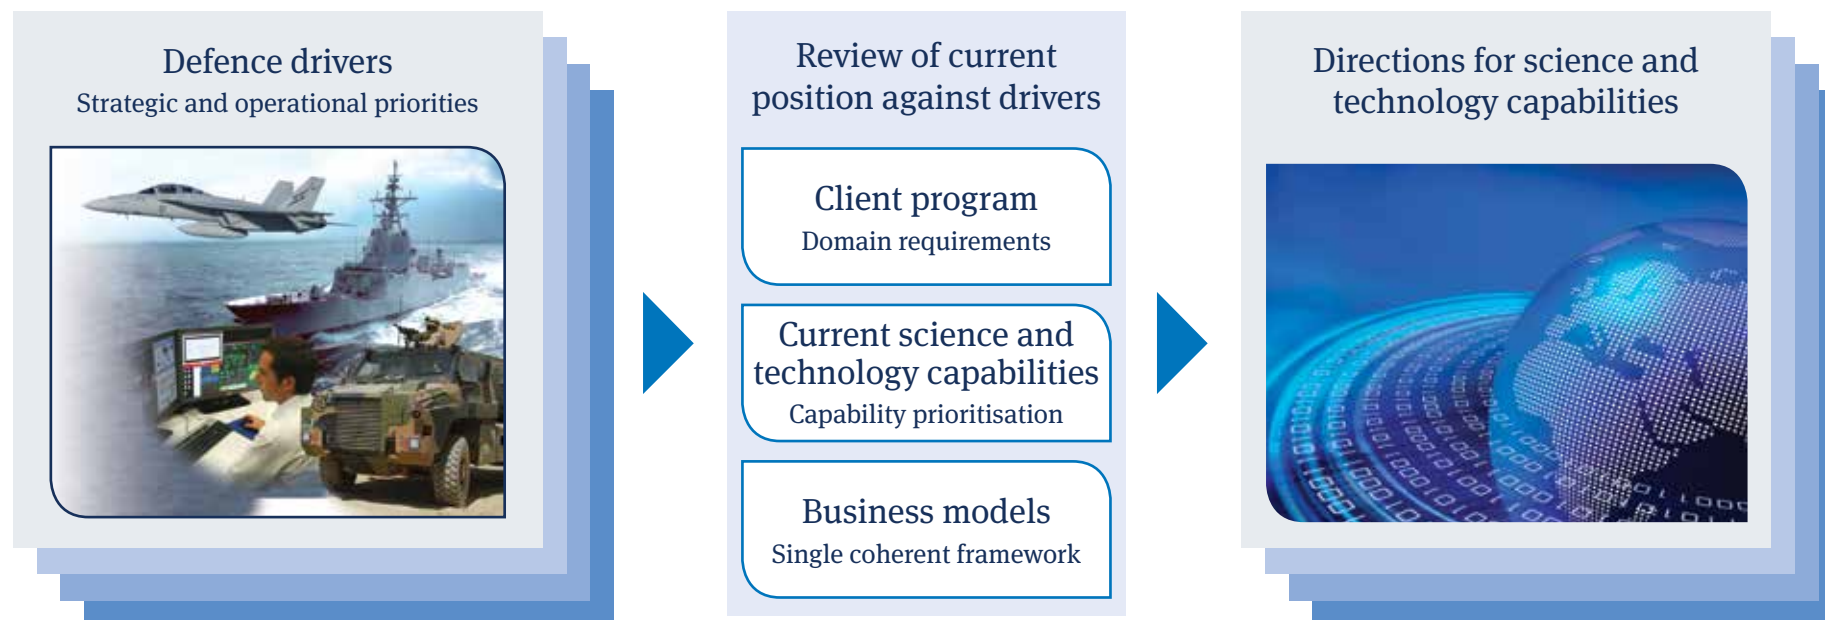 Defence drivers
Strategic and operational priorities
Review of current
position against drivers
Client program
Domain requirements
Current science and
technology capabilities
Capability prioritisation
Business models
Single coherent framework
Directions for science and
technology capabilities